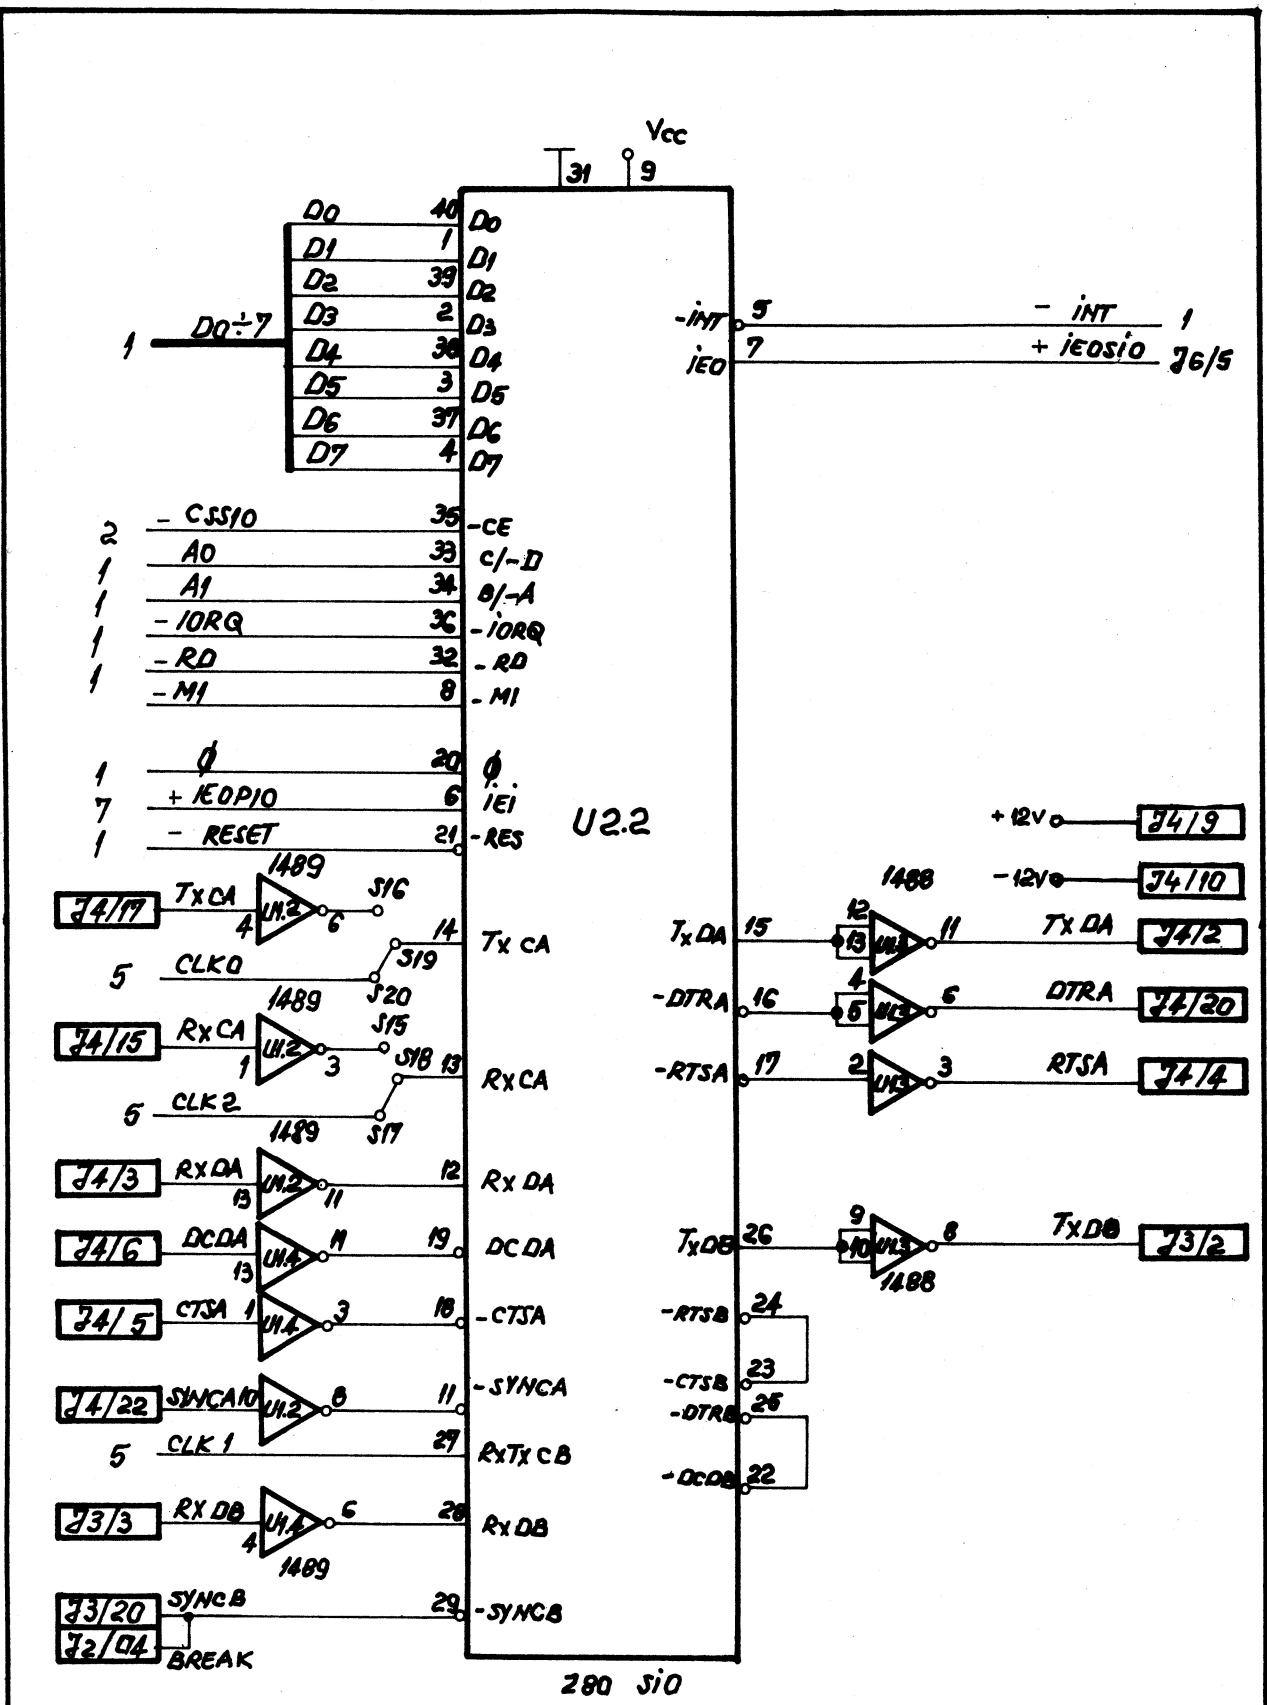 Vcc
31 9
D0 40 D0
D1 1 D1
D2 39 D2
D3 2 D3
1 D0÷7
D4 38 D4
D5 3 D5
D6 37 D6
D7 4 D7
-INT 5 - INT 1
IEO 7 + IEOSIO J6/5
2 - CSSIO 35 -CE
1 A0 33 C/-D
1 A1 34 B/-A
1 - IORQ 36 -IORQ
1 - RD 32 - RD
- M1 8 - M1
1 ϕ 20 ϕ
7 + IEOPIO 6 IEI
1 - RESET 21 -RES
U2.2
+12V J4/9
-12V J4/10
1489
J4/17 TxCA 4 U1.2 6 S16
14 TxCA
S19
5 CLK0 S20
1489
J4/15 RxCA 1 U1.2 3 S15
S18 13 RxCA
5 CLK2 S17
1489
J4/3 RxDA 13 U1.2 11 12 RxDA
J4/6 DCDA 13 U1.4 11 19 DCDA
J4/5 CTSA 1 U1.4 3 18 -CTSA
J4/22 SYNCA 10 U1.2 8 11 -SYNCA
5 CLK1 27 RxTxCB
J3/3 RxDB 4 U1.4 6 28 RxDB
1489
J3/20 SYNCB 29 -SYNCB
J2/04 BREAK
1488
TxDA 15 12 13 U1.3 11 TxDA J4/2
-DTRA 16 4 5 U1.3 6 DTRA J4/20
-RTSA 17 2 U1.3 3 RTSA J4/4
TxDB 26 9 10 U1.3 8 TxDB J3/2
1488
-RTSB 24
-CTSB 23
-DTRB 25
-DCDB 22
Z80 SIO